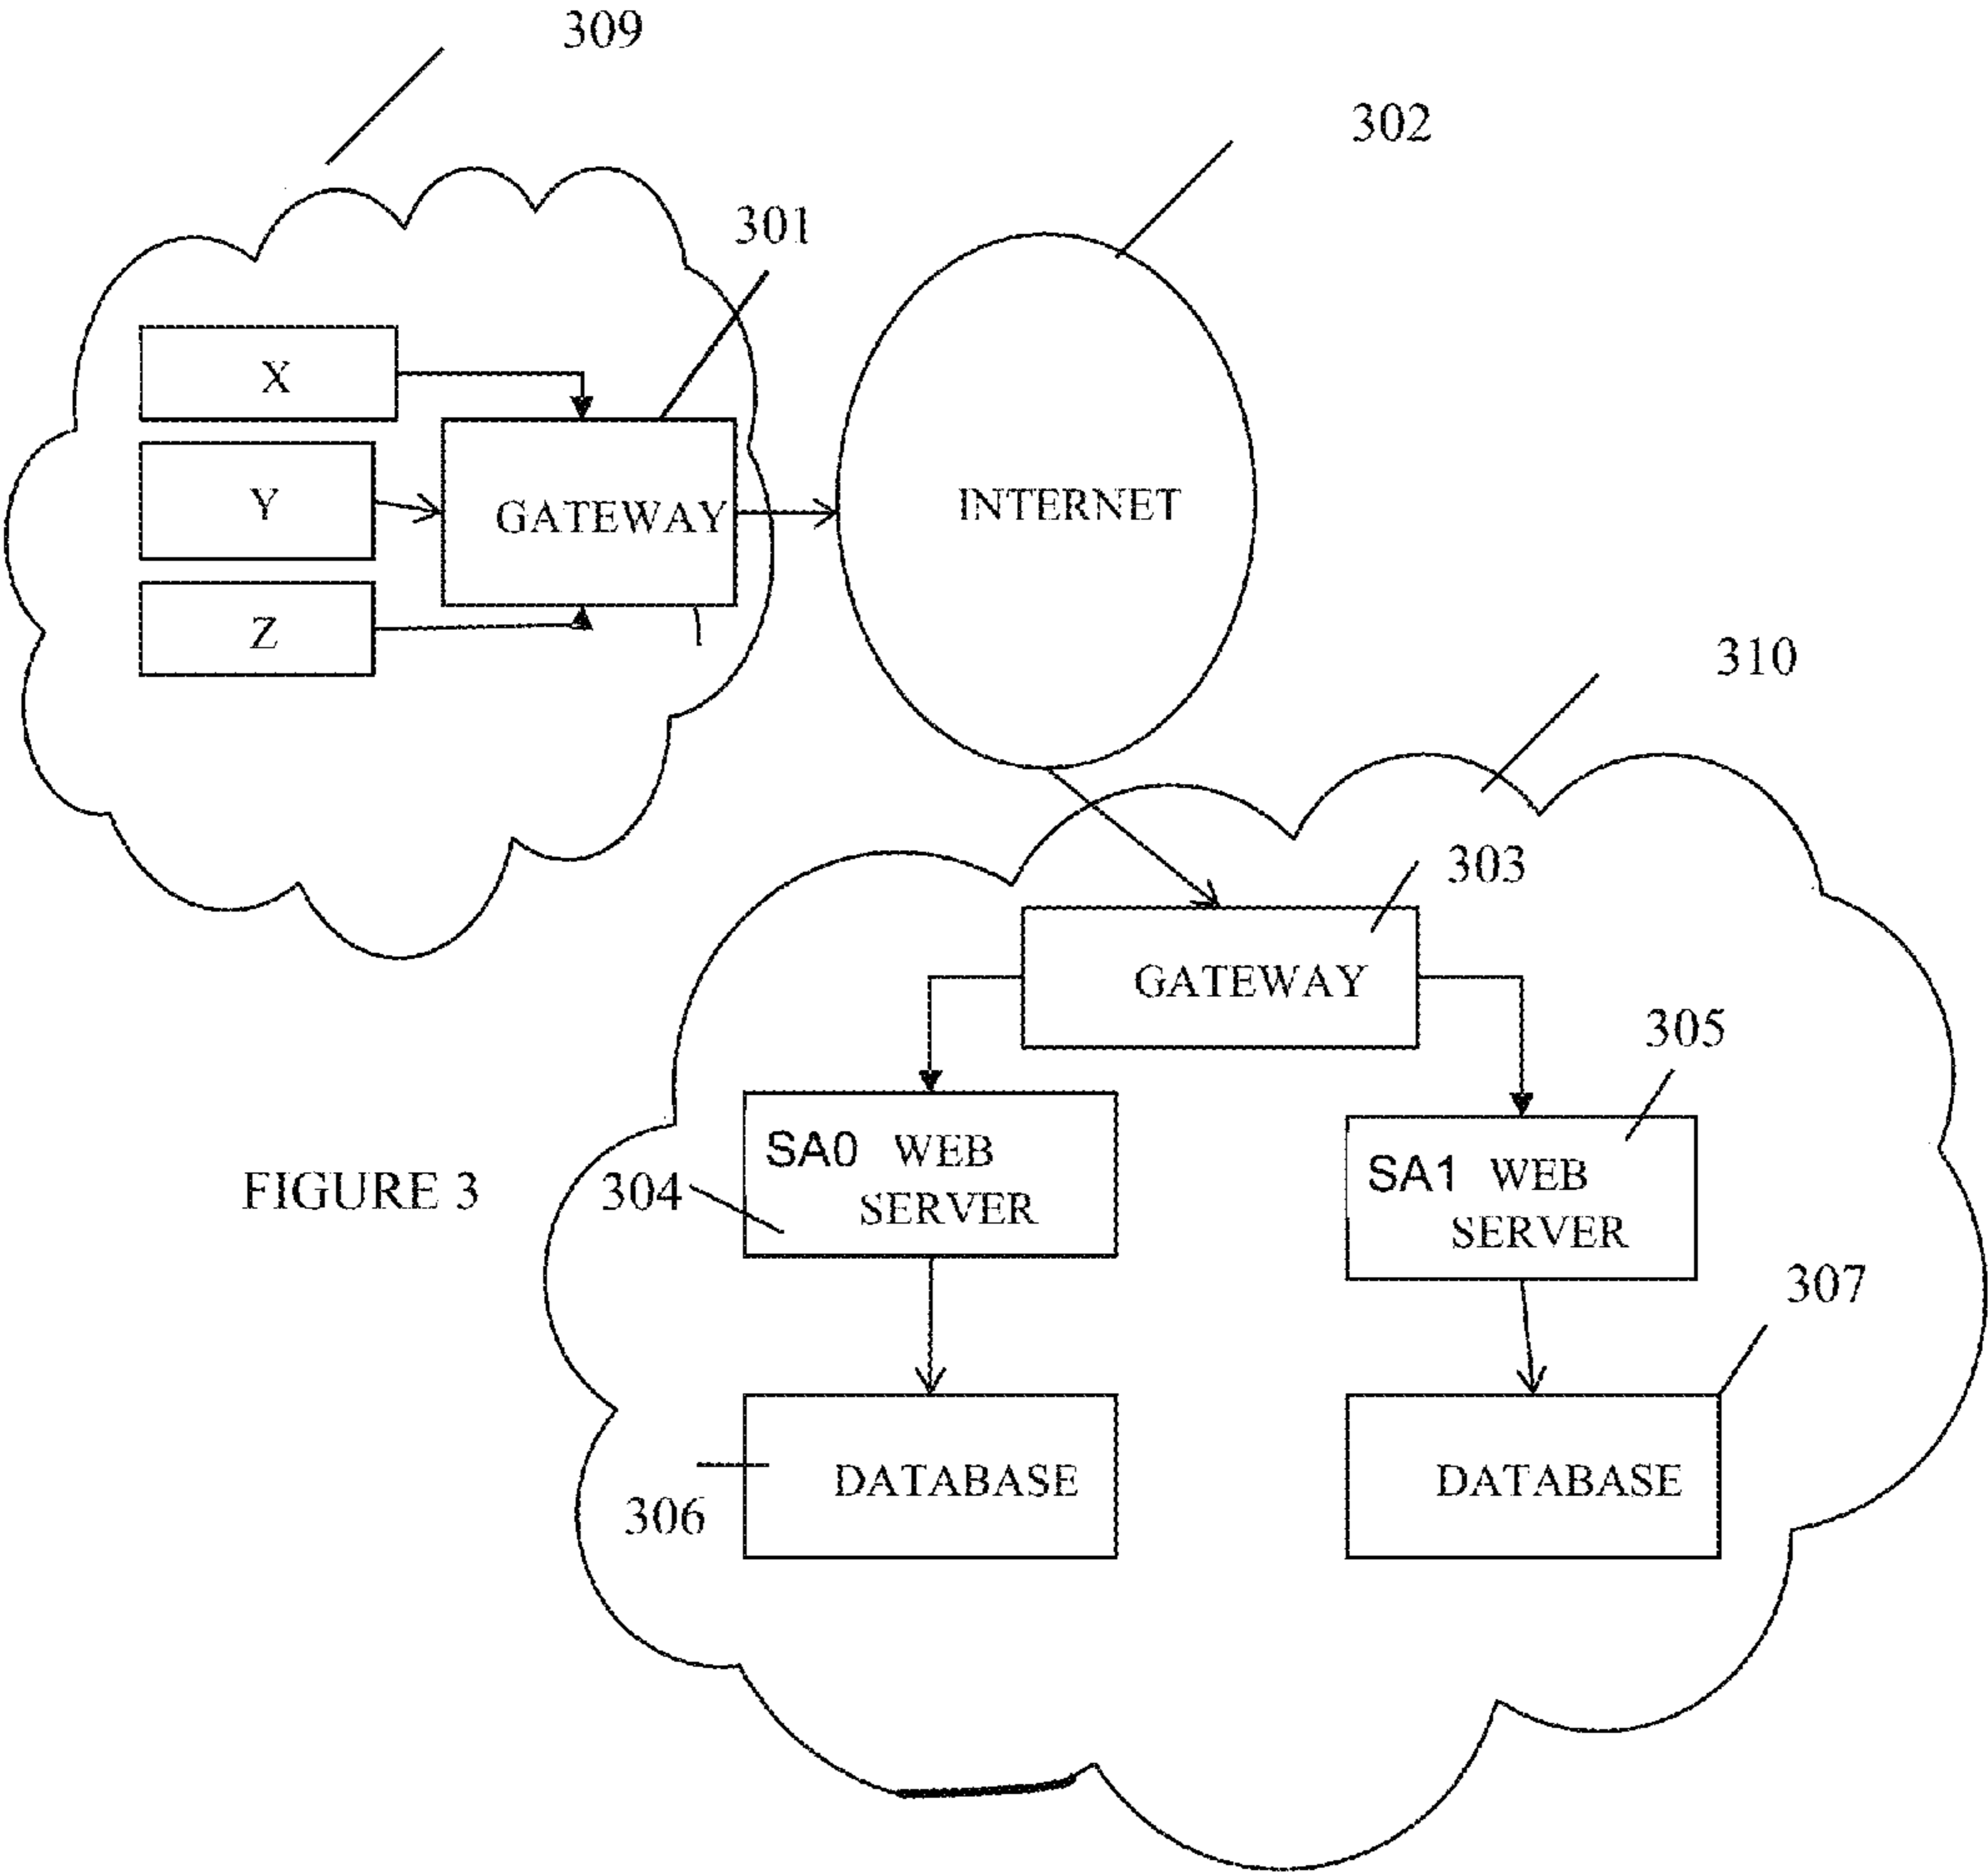 309
302
301
X
Y
GATEWAY
INTERNET
Z
310
303
GATEWAY
305
SA0 WEB
SERVER
SA1 WEB
SERVER
FIGURE 3
304
307
DATABASE
DATABASE
306